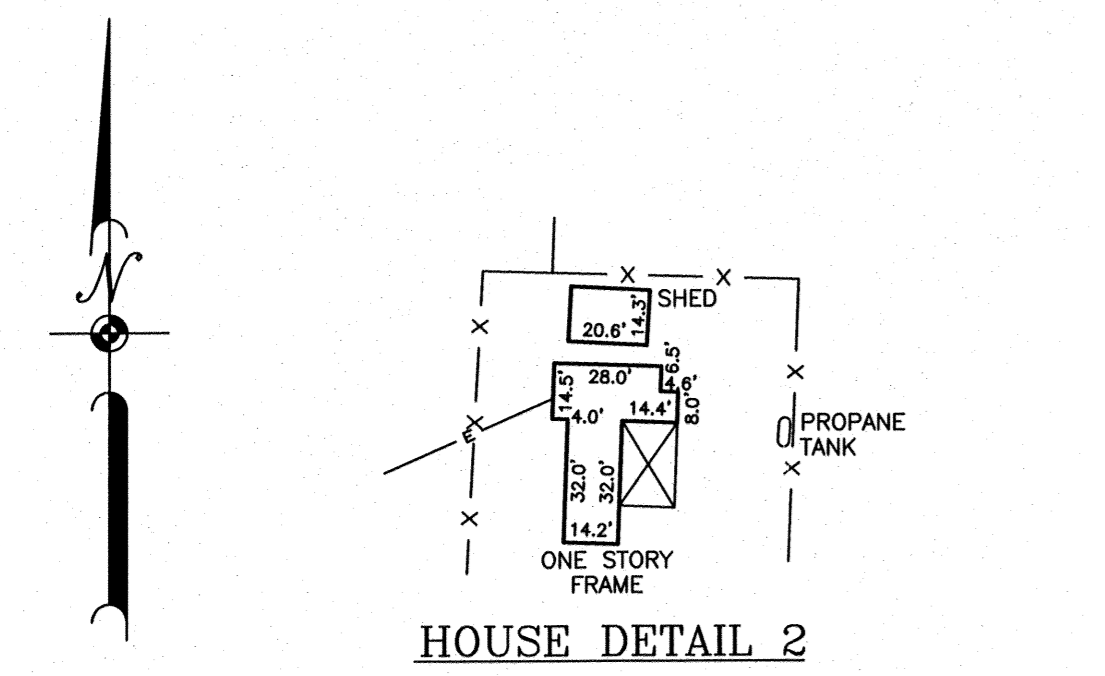 N
X
X
SHED
14.3'
20.6'
X
6.5'
28.0'
4.6'
X
14.5'
14.4'
8.0'
4.0'
X
E
PROPANE
TANK
X
32.0'
32.0'
X
14.2'
ONE STORY
FRAME
HOUSE DETAIL 2